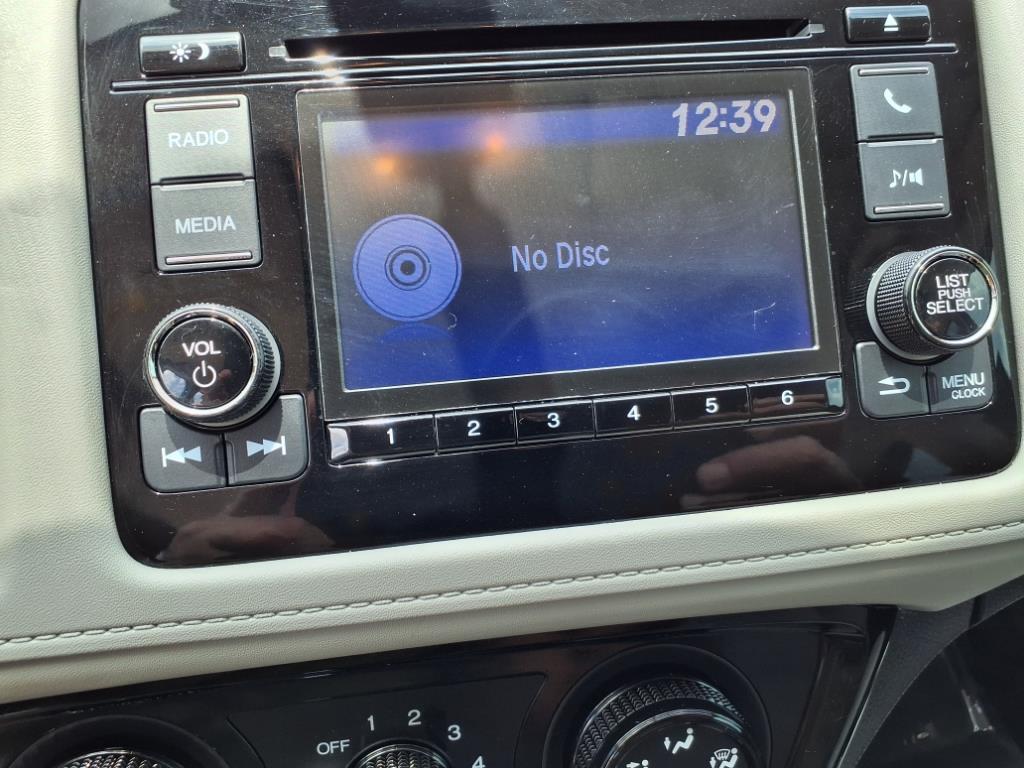 12:39
RADIO
MEDIA
No Disc
LIST
PUSH
SELECT
VOL
MENU
CLOCK
1 2 3 4 5 6
OFF 1 2 3 4